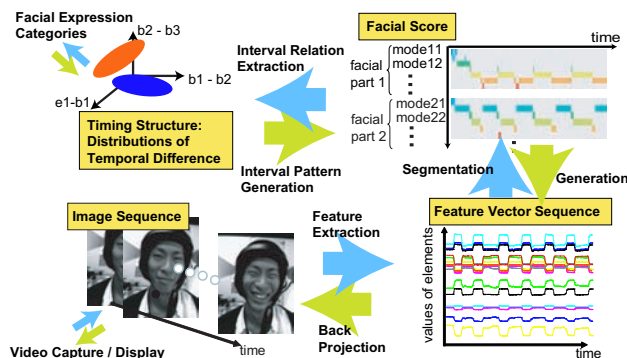 Facial Expression
Categories
b2 - b3
b1 - b2
e1-b1
Timing Structure:
Distributions of
Temporal Difference
Interval Relation
Extraction
Interval Pattern
Generation
Facial Score
time
facial
part 1
mode11
mode12
facial
part 2
mode21
mode22
Segmentation
Generation
Image Sequence
Feature
Extraction
Back
Projection
time
Video Capture / Display
Feature Vector Sequence
values of elements
time